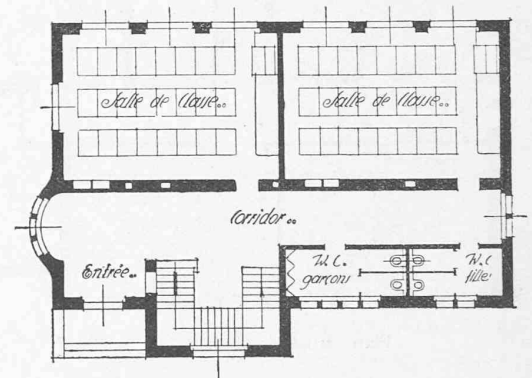 Salle de Classe..
Salle de Classe..
Corridor..
Entrée..
W.C.
garçons
W.C
filles